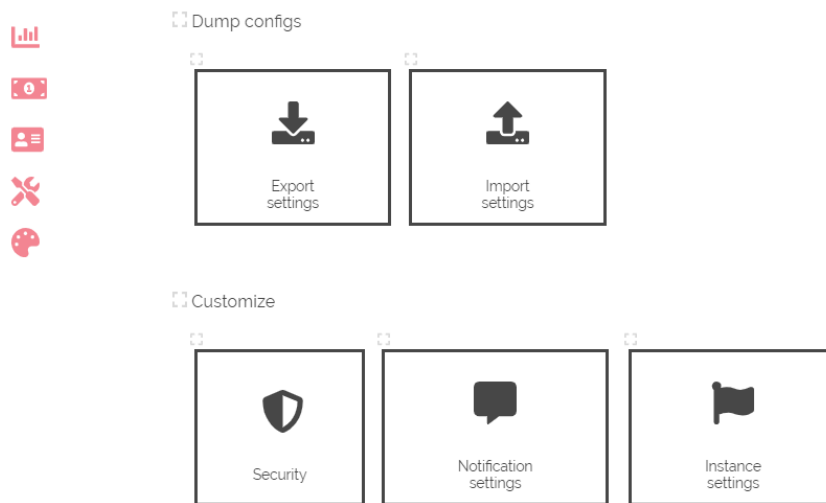 Dump configs
Export
settings
Import
settings
Customize
Security
Notification
settings
Instance
settings